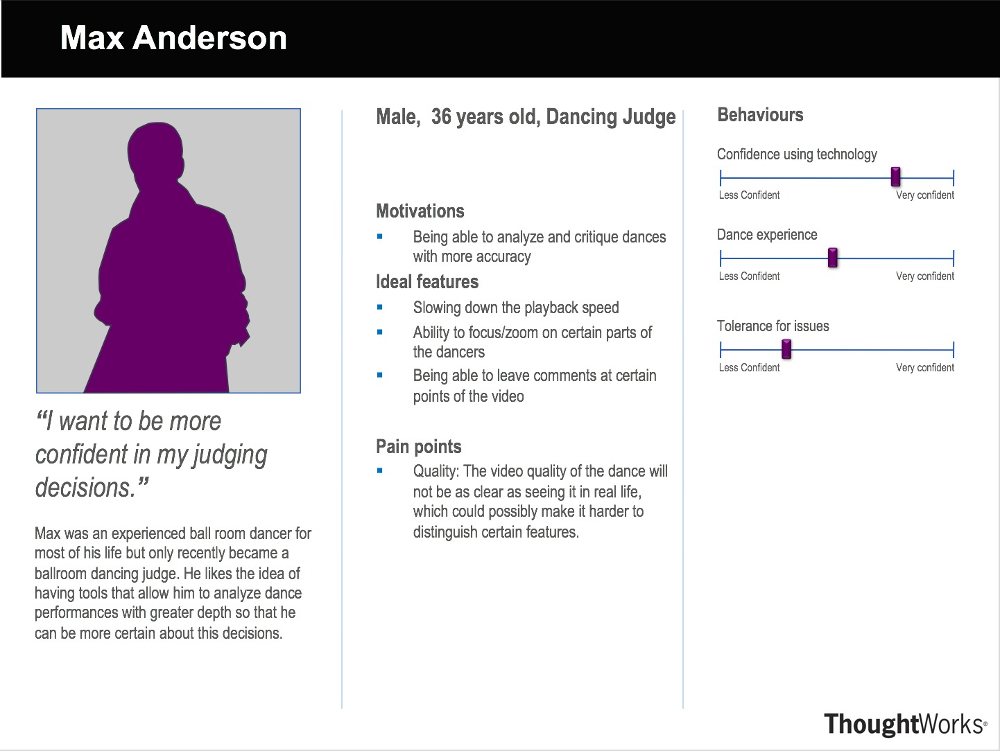 Max Anderson
“I want to be more
confident in my judging
decisions.”
Max was an experienced ball room dancer for
most of his life but only recently became a
ballroom dancing judge. He likes the idea of
having tools that allow him to analyze dance
performances with greater depth so that he
can be more certain about this decisions.
Male,  36 years old, Dancing Judge
Motivations
▪ Being able to analyze and critique dances
with more accuracy
Ideal features
▪ Slowing down the playback speed
▪ Ability to focus/zoom on certain parts of
the dancers
▪ Being able to leave comments at certain
points of the video
Pain points
▪ Quality: The video quality of the dance will
not be as clear as seeing it in real life,
which could possibly make it harder to
distinguish certain features.
Behaviours
Confidence using technology
Less Confident Very confident
Dance experience
Less Confident Very confident
Tolerance for issues
Less Confident Very confident
ThoughtWorks®